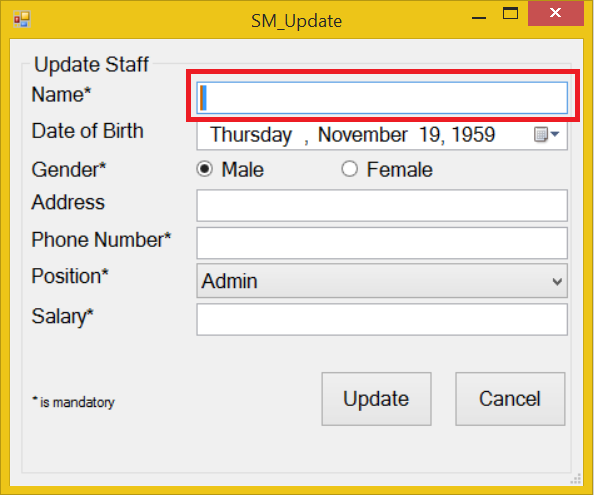 SM_Update
Update Staff
Name*
Date of Birth Thursday , November 19, 1959
Gender* Male Female
Address
Phone Number*
Position* Admin
Salary*
* is mandatory Update Cancel